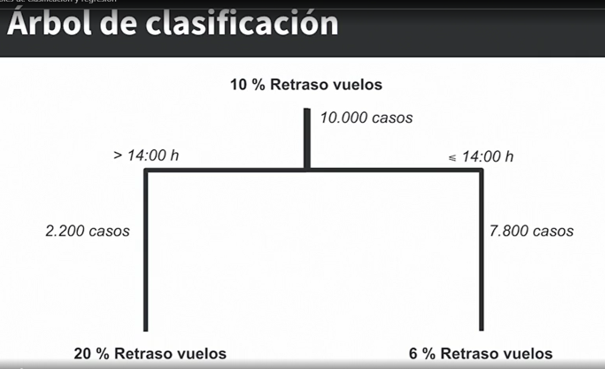 Árbol de clasificación
10 % Retraso vuelos
10.000 casos
> 14:00 h
≤ 14:00 h
2.200 casos
7.800 casos
20 % Retraso vuelos
6 % Retraso vuelos